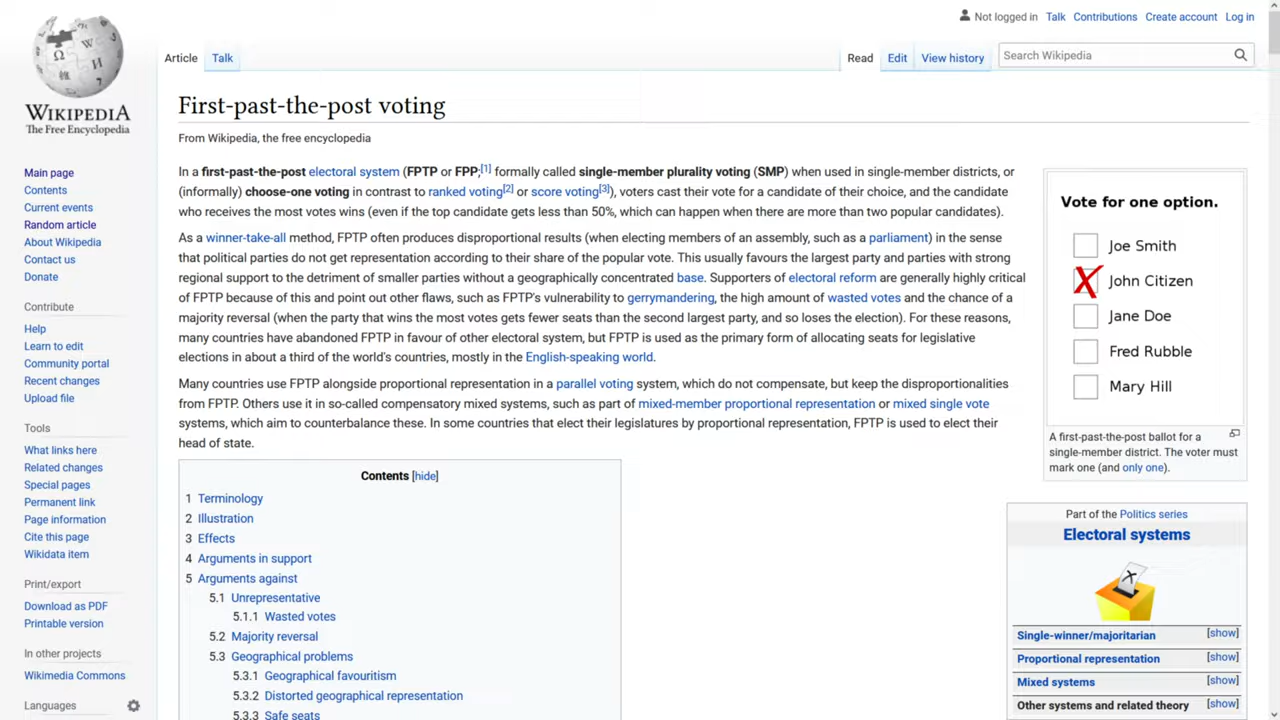 Not logged in Talk Contributions Create account Log in
Article Talk Read Edit View history Search Wikipedia
WIKIPEDIA
The Free Encyclopedia
Main page
Contents
Current events
Random article
About Wikipedia
Contact us
Donate
Contribute
Help
Learn to edit
Community portal
Recent changes
Upload file
Tools
What links here
Related changes
Special pages
Permanent link
Page information
Cite this page
Wikidata item
Print/export
Download as PDF
Printable version
In other projects
Wikimedia Commons
Languages
First-past-the-post voting
From Wikipedia, the free encyclopedia
In a first-past-the-post electoral system (FPTP or FPP;[1] formally called single-member plurality voting (SMP) when used in single-member districts, or
(informally) choose-one voting in contrast to ranked voting[2] or score voting[3]), voters cast their vote for a candidate of their choice, and the candidate
who receives the most votes wins (even if the top candidate gets less than 50%, which can happen when there are more than two popular candidates).
As a winner-take-all method, FPTP often produces disproportional results (when electing members of an assembly, such as a parliament) in the sense
that political parties do not get representation according to their share of the popular vote. This usually favours the largest party and parties with strong
regional support to the detriment of smaller parties without a geographically concentrated base. Supporters of electoral reform are generally highly critical
of FPTP because of this and point out other flaws, such as FPTP's vulnerability to gerrymandering, the high amount of wasted votes and the chance of a
majority reversal (when the party that wins the most votes gets fewer seats than the second largest party, and so loses the election). For these reasons,
many countries have abandoned FPTP in favour of other electoral system, but FPTP is used as the primary form of allocating seats for legislative
elections in about a third of the world's countries, mostly in the English-speaking world.
Many countries use FPTP alongside proportional representation in a parallel voting system, which do not compensate, but keep the disproportionalities
from FPTP. Others use it in so-called compensatory mixed systems, such as part of mixed-member proportional representation or mixed single vote
systems, which aim to counterbalance these. In some countries that elect their legislatures by proportional representation, FPTP is used to elect their
head of state.
Contents [hide]
1 Terminology
2 Illustration
3 Effects
4 Arguments in support
5 Arguments against
5.1 Unrepresentative
5.1.1 Wasted votes
5.2 Majority reversal
5.3 Geographical problems
5.3.1 Geographical favouritism
5.3.2 Distorted geographical representation
5.3.3 Safe seats
Vote for one option.
Joe Smith
John Citizen
Jane Doe
Fred Rubble
Mary Hill
A first-past-the-post ballot for a
single-member district. The voter must
mark one (and only one).
Part of the Politics series
Electoral systems
Single-winner/majoritarian [show]
Proportional representation [show]
Mixed systems [show]
Other systems and related theory [show]